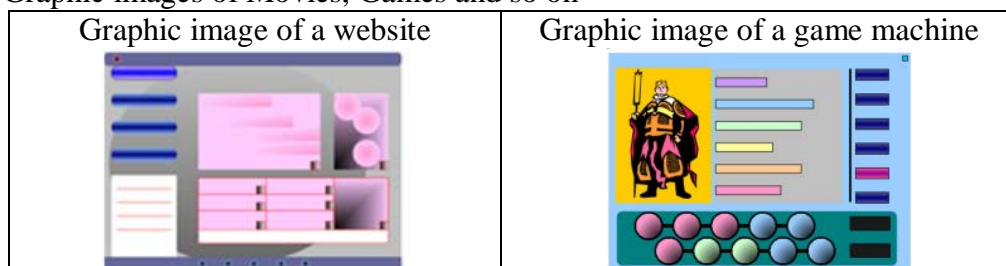 Graphic images of Movies, Games and so on
Graphic image of a website
Graphic image of a game machine